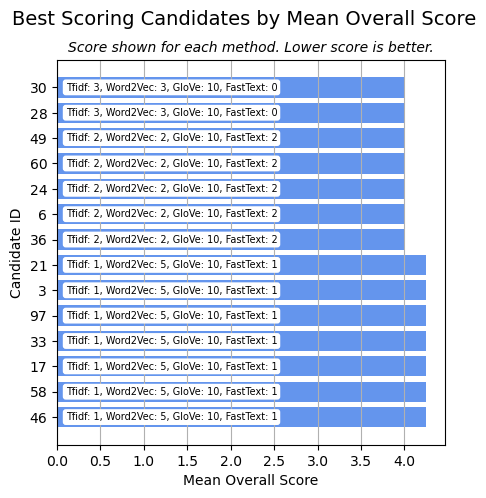 Best Scoring Candidates by Mean Overall Score
Score shown for each method. Lower score is better.
Candidate ID
30 Tfidf: 3, Word2Vec: 3, GloVe: 10, FastText: 0
28 Tfidf: 3, Word2Vec: 3, GloVe: 10, FastText: 0
49 Tfidf: 2, Word2Vec: 2, GloVe: 10, FastText: 2
60 Tfidf: 2, Word2Vec: 2, GloVe: 10, FastText: 2
24 Tfidf: 2, Word2Vec: 2, GloVe: 10, FastText: 2
6 Tfidf: 2, Word2Vec: 2, GloVe: 10, FastText: 2
36 Tfidf: 2, Word2Vec: 2, GloVe: 10, FastText: 2
21 Tfidf: 1, Word2Vec: 5, GloVe: 10, FastText: 1
3 Tfidf: 1, Word2Vec: 5, GloVe: 10, FastText: 1
97 Tfidf: 1, Word2Vec: 5, GloVe: 10, FastText: 1
33 Tfidf: 1, Word2Vec: 5, GloVe: 10, FastText: 1
17 Tfidf: 1, Word2Vec: 5, GloVe: 10, FastText: 1
58 Tfidf: 1, Word2Vec: 5, GloVe: 10, FastText: 1
46 Tfidf: 1, Word2Vec: 5, GloVe: 10, FastText: 1
0.0 0.5 1.0 1.5 2.0 2.5 3.0 3.5 4.0
Mean Overall Score